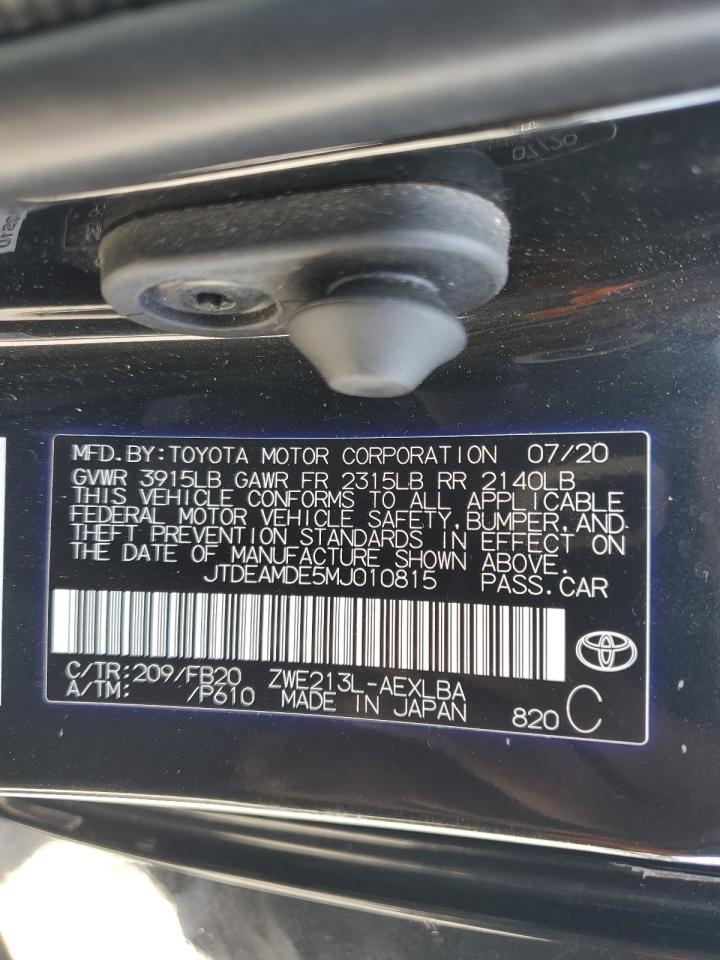 07/20
MFD.BY:TOYOTA MOTOR CORPORATION 07/20
GVWR 3915LB GAWR FR 2315LB RR 2140LB
THIS VEHICLE CONFORMS TO ALL APPLICABLE
FEDERAL MOTOR VEHICLE SAFETY,BUMPER,AND
THEFT PREVENTION STANDARDS IN EFFECT ON
THE DATE OF MANUFACTURE SHOWN ABOVE.
JTDEAMDE5MJ010815 PASS.CAR
C/TR:209/FB20 ZWE213L-AEXLBA
A/TM: /P610 MADE IN JAPAN 820 C